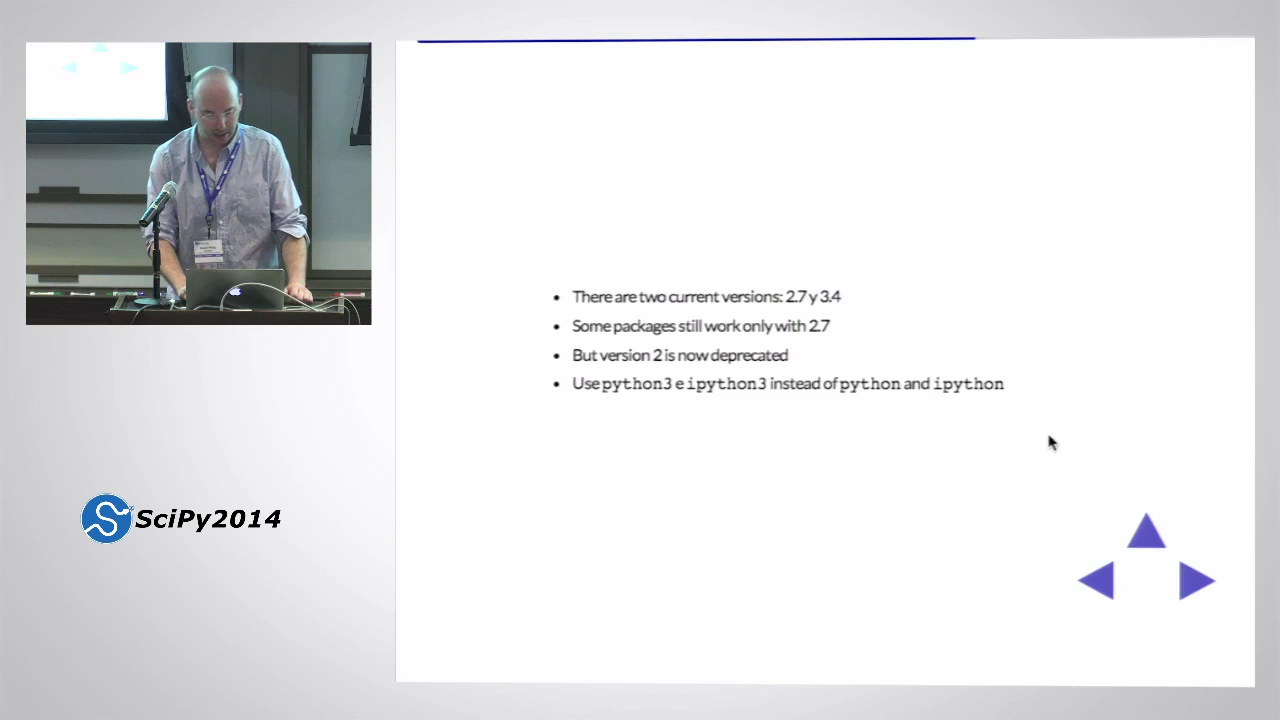 • There are two current versions: 2.7 y 3.4
• Some packages still work only with 2.7
• But version 2 is now deprecated
• Use python3 e ipython3 instead of python and ipython
SciPy2014